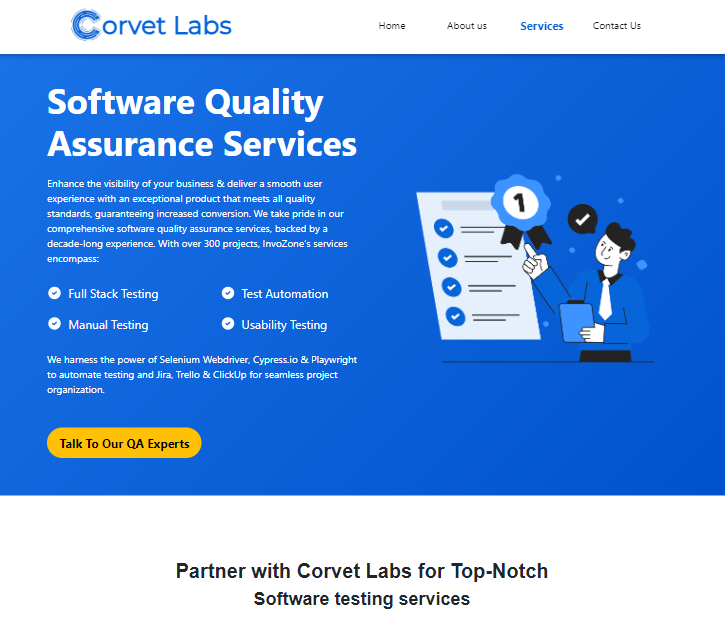 Corvet Labs
Home About us Services Contact Us
Software Quality
Assurance Services
Enhance the visibility of your business & deliver a smooth user
experience with an exceptional product that meets all quality
standards, guaranteeing increased conversion. We take pride in our
comprehensive software quality assurance services, backed by a
decade-long experience. With over 300 projects, InvoZone's services
encompass:
Full Stack Testing
Test Automation
Manual Testing
Usability Testing
We harness the power of Selenium Webdriver, Cypress.io & Playwright
to automate testing and Jira, Trello & ClickUp for seamless project
organization.
Talk To Our QA Experts
1
Partner with Corvet Labs for Top-Notch
Software testing services